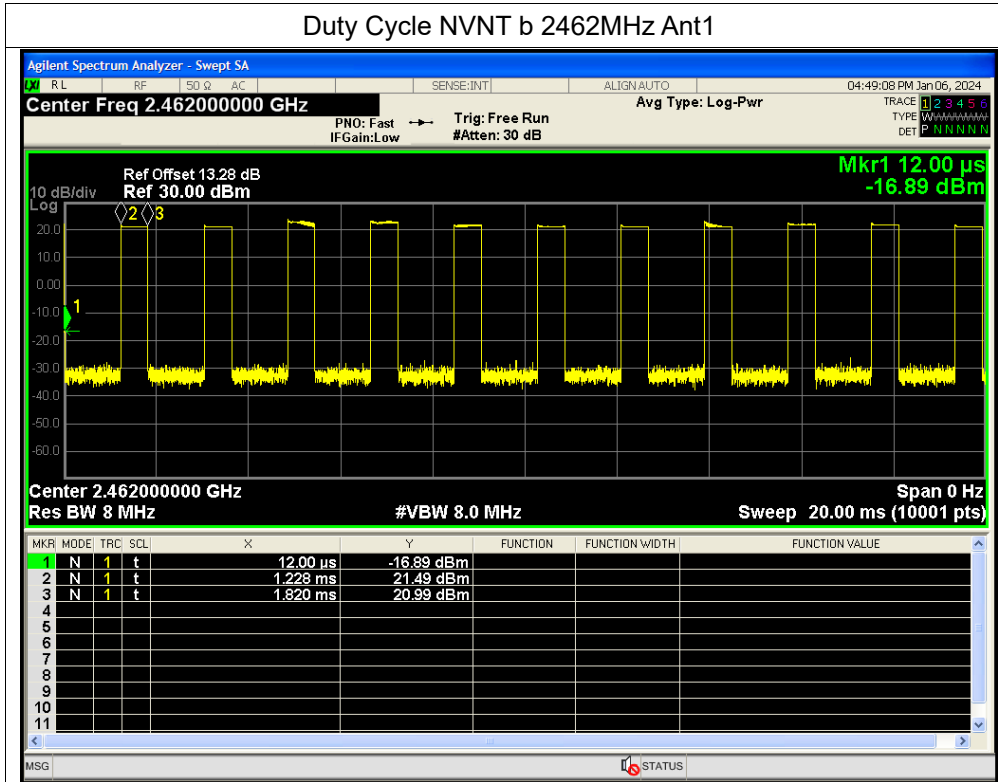 Duty Cycle NVNT b 2462MHz Ant1
Agilent Spectrum Analyzer - Swept SA
LXI RL RF 50 Ω AC SENSE:INT ALIGNAUTO 04:49:08 PM Jan 06, 2024
Center Freq 2.462000000 GHz Avg Type: Log-Pwr TRACE 1 2 3 4 5 6
PNO: Fast Trig: Free Run TYPE WWWWWW
IFGain:Low #Atten: 30 dB DET P N N N N N
Mkr1 12.00 µs
-16.89 dBm
Ref Offset 13.28 dB
10 dB/div Ref 30.00 dBm
Log
2 3
20.0
10.0
0.00
1
-10.0
-20.0
-30.0
-40.0
-50.0
-60.0
Center 2.462000000 GHz Span 0 Hz
Res BW 8 MHz #VBW 8.0 MHz Sweep 20.00 ms (10001 pts)
MKR MODE TRC SCL X Y FUNCTION FUNCTION WIDTH FUNCTION VALUE
1 N 1 t 12.00 µs -16.89 dBm
2 N 1 t 1.228 ms 21.49 dBm
3 N 1 t 1.820 ms 20.99 dBm
4
5
6
7
8
9
10
11
MSG STATUS